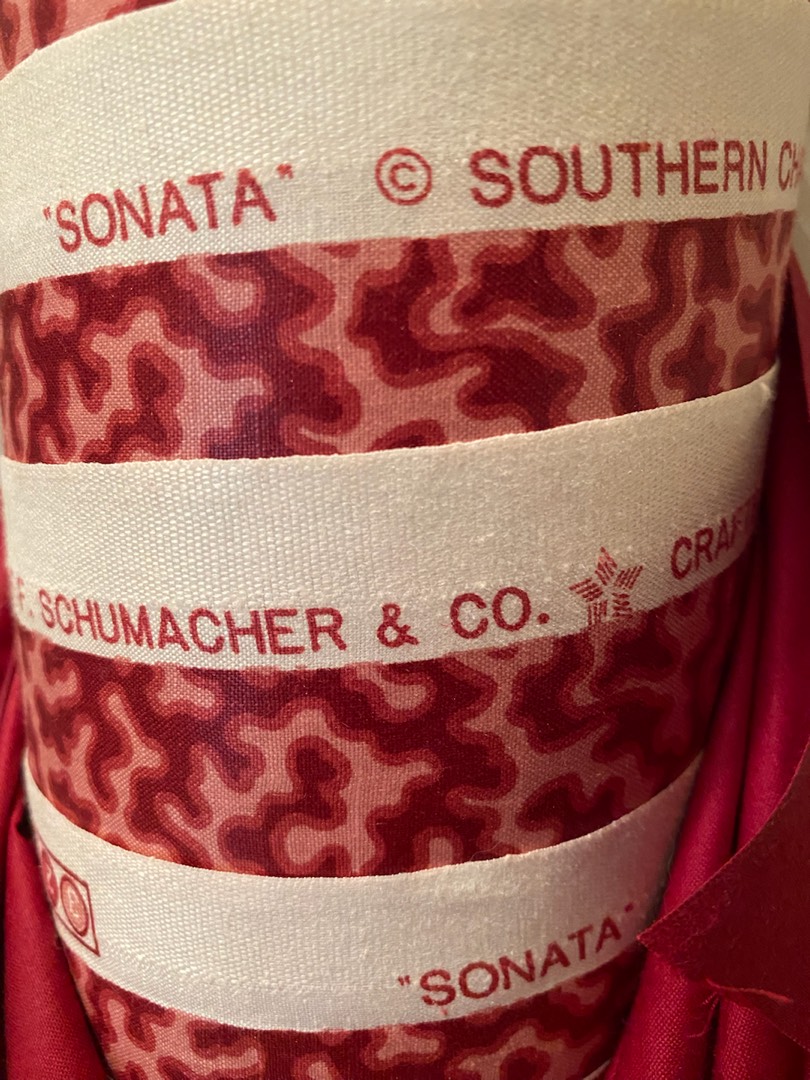 "SONATA" © SOUTHERN
F. SCHUMACHER & CO.
"SONATA"